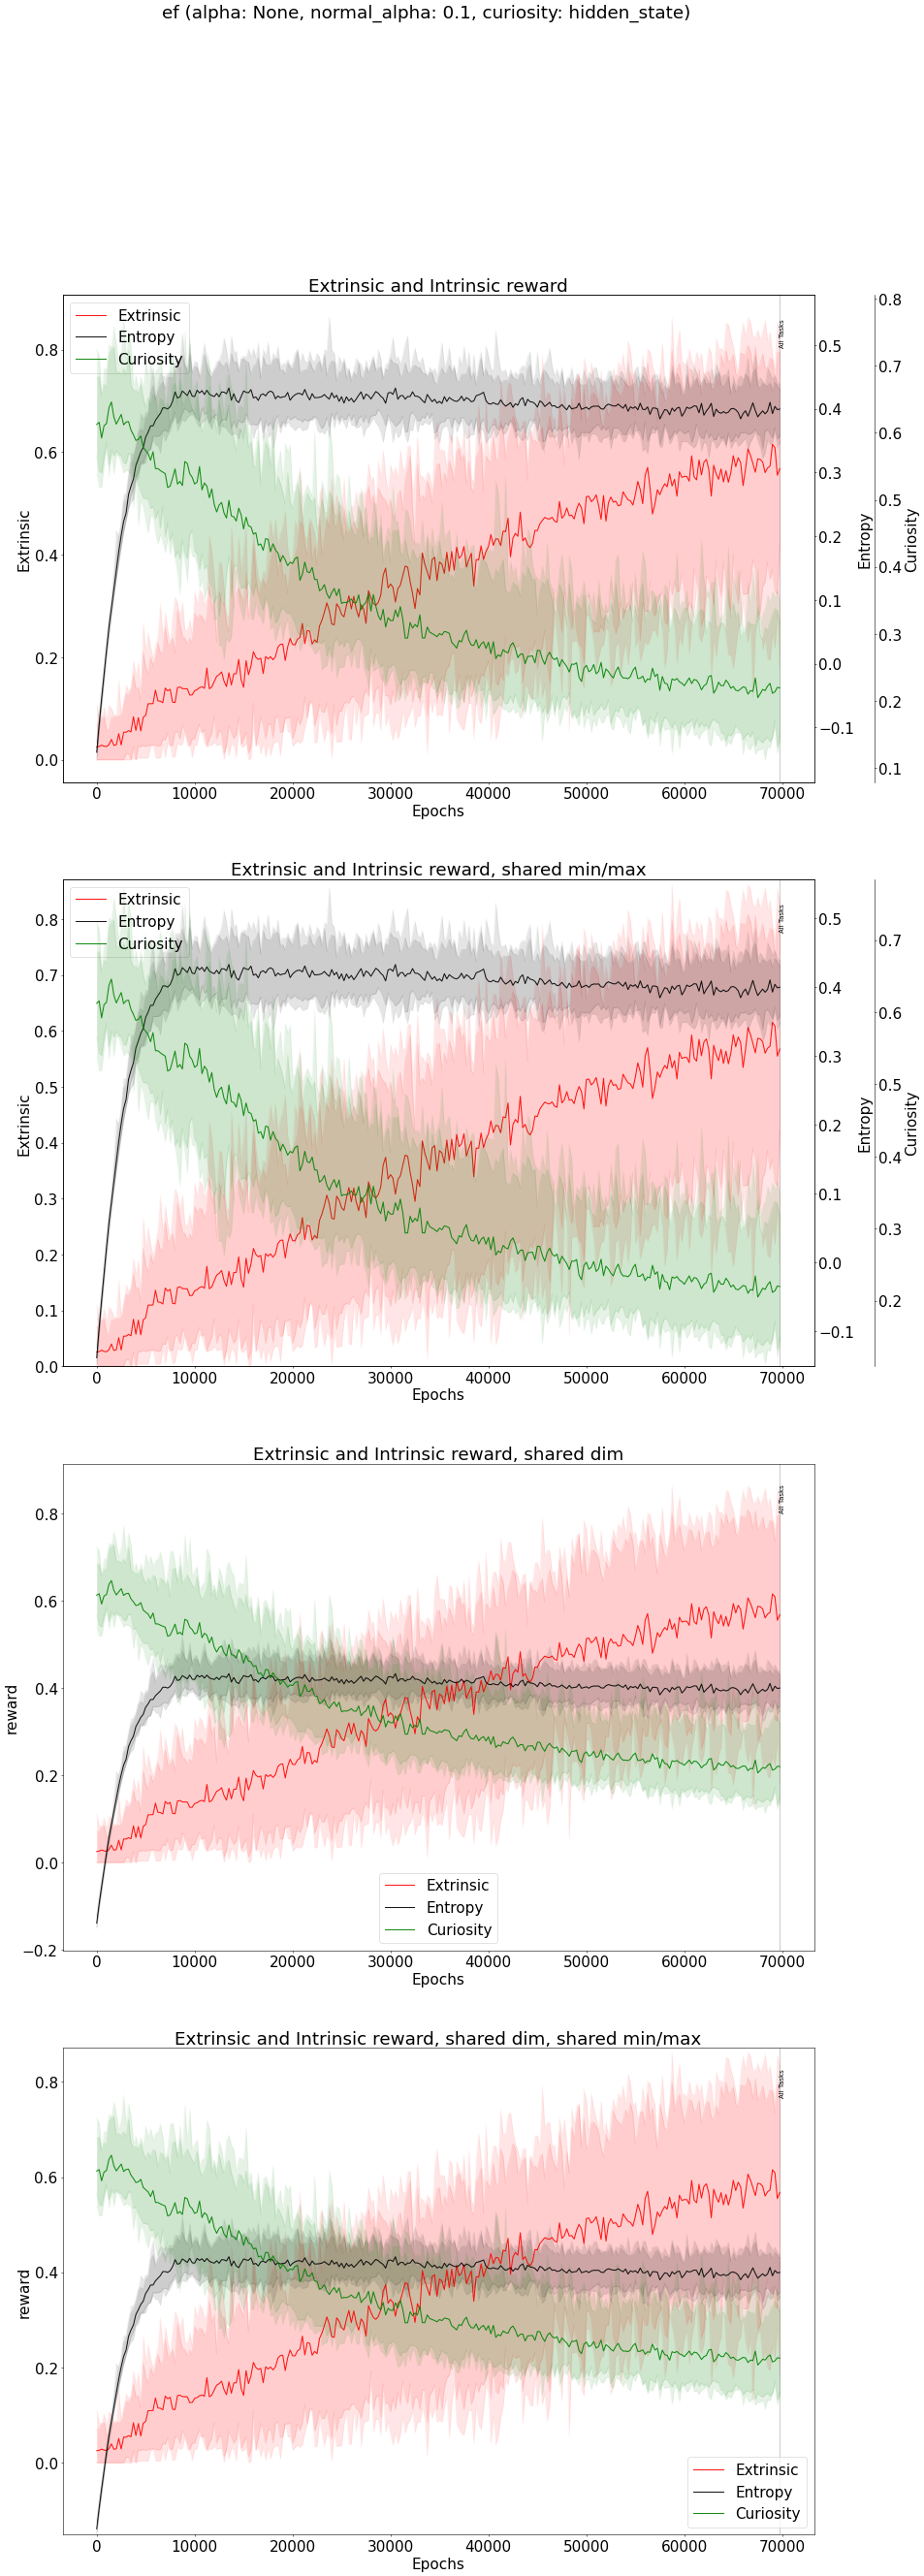 ef (alpha: None, normal_alpha: 0.1, curiosity: hidden_state)
Extrinsic and Intrinsic reward
Extrinsic
Entropy
Curiosity
All Tasks
0.8
0.6
0.4
0.2
0.0
Extrinsic
0.5
0.4
0.3
0.2
0.1
0.0
−0.1
Entropy
0.8
0.7
0.6
0.5
0.4
0.3
0.2
0.1
Curiosity
0 10000 20000 30000 40000 50000 60000 70000
Epochs
Extrinsic and Intrinsic reward, shared min/max
Extrinsic
Entropy
Curiosity
All Tasks
0.8
0.7
0.6
0.5
0.4
0.3
0.2
0.1
0.0
Extrinsic
0.5
0.4
0.3
0.2
0.1
0.0
−0.1
Entropy
0.7
0.6
0.5
0.4
0.3
0.2
Curiosity
0 10000 20000 30000 40000 50000 60000 70000
Epochs
Extrinsic and Intrinsic reward, shared dim
All Tasks
0.8
0.6
0.4
0.2
0.0
−0.2
reward
Extrinsic
Entropy
Curiosity
0 10000 20000 30000 40000 50000 60000 70000
Epochs
Extrinsic and Intrinsic reward, shared dim, shared min/max
All Tasks
0.8
0.6
0.4
0.2
0.0
reward
Extrinsic
Entropy
Curiosity
0 10000 20000 30000 40000 50000 60000 70000
Epochs